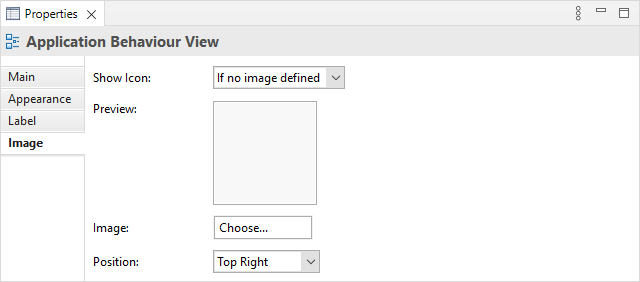 Properties
Application Behaviour View
Main
Appearance
Label
Image
Show Icon: If no image defined
Preview:
Image: Choose...
Position: Top Right